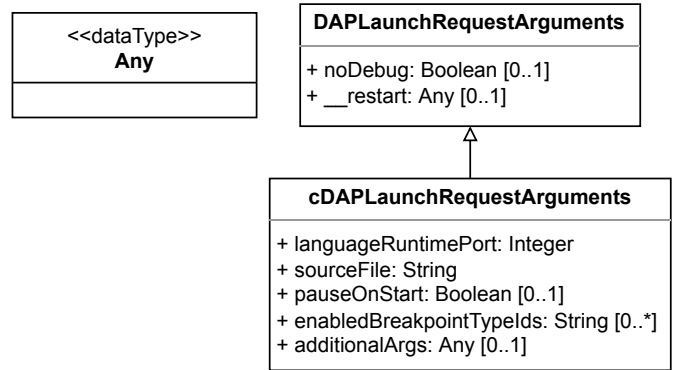 <<dataType>>
Any
DAPLaunchRequestArguments
+ noDebug: Boolean [0..1]
+ __restart: Any [0..1]
cDAPLaunchRequestArguments
+ languageRuntimePort: Integer
+ sourceFile: String
+ pauseOnStart: Boolean [0..1]
+ enabledBreakpointTypeIds: String [0..*]
+ additionalArgs: Any [0..1]